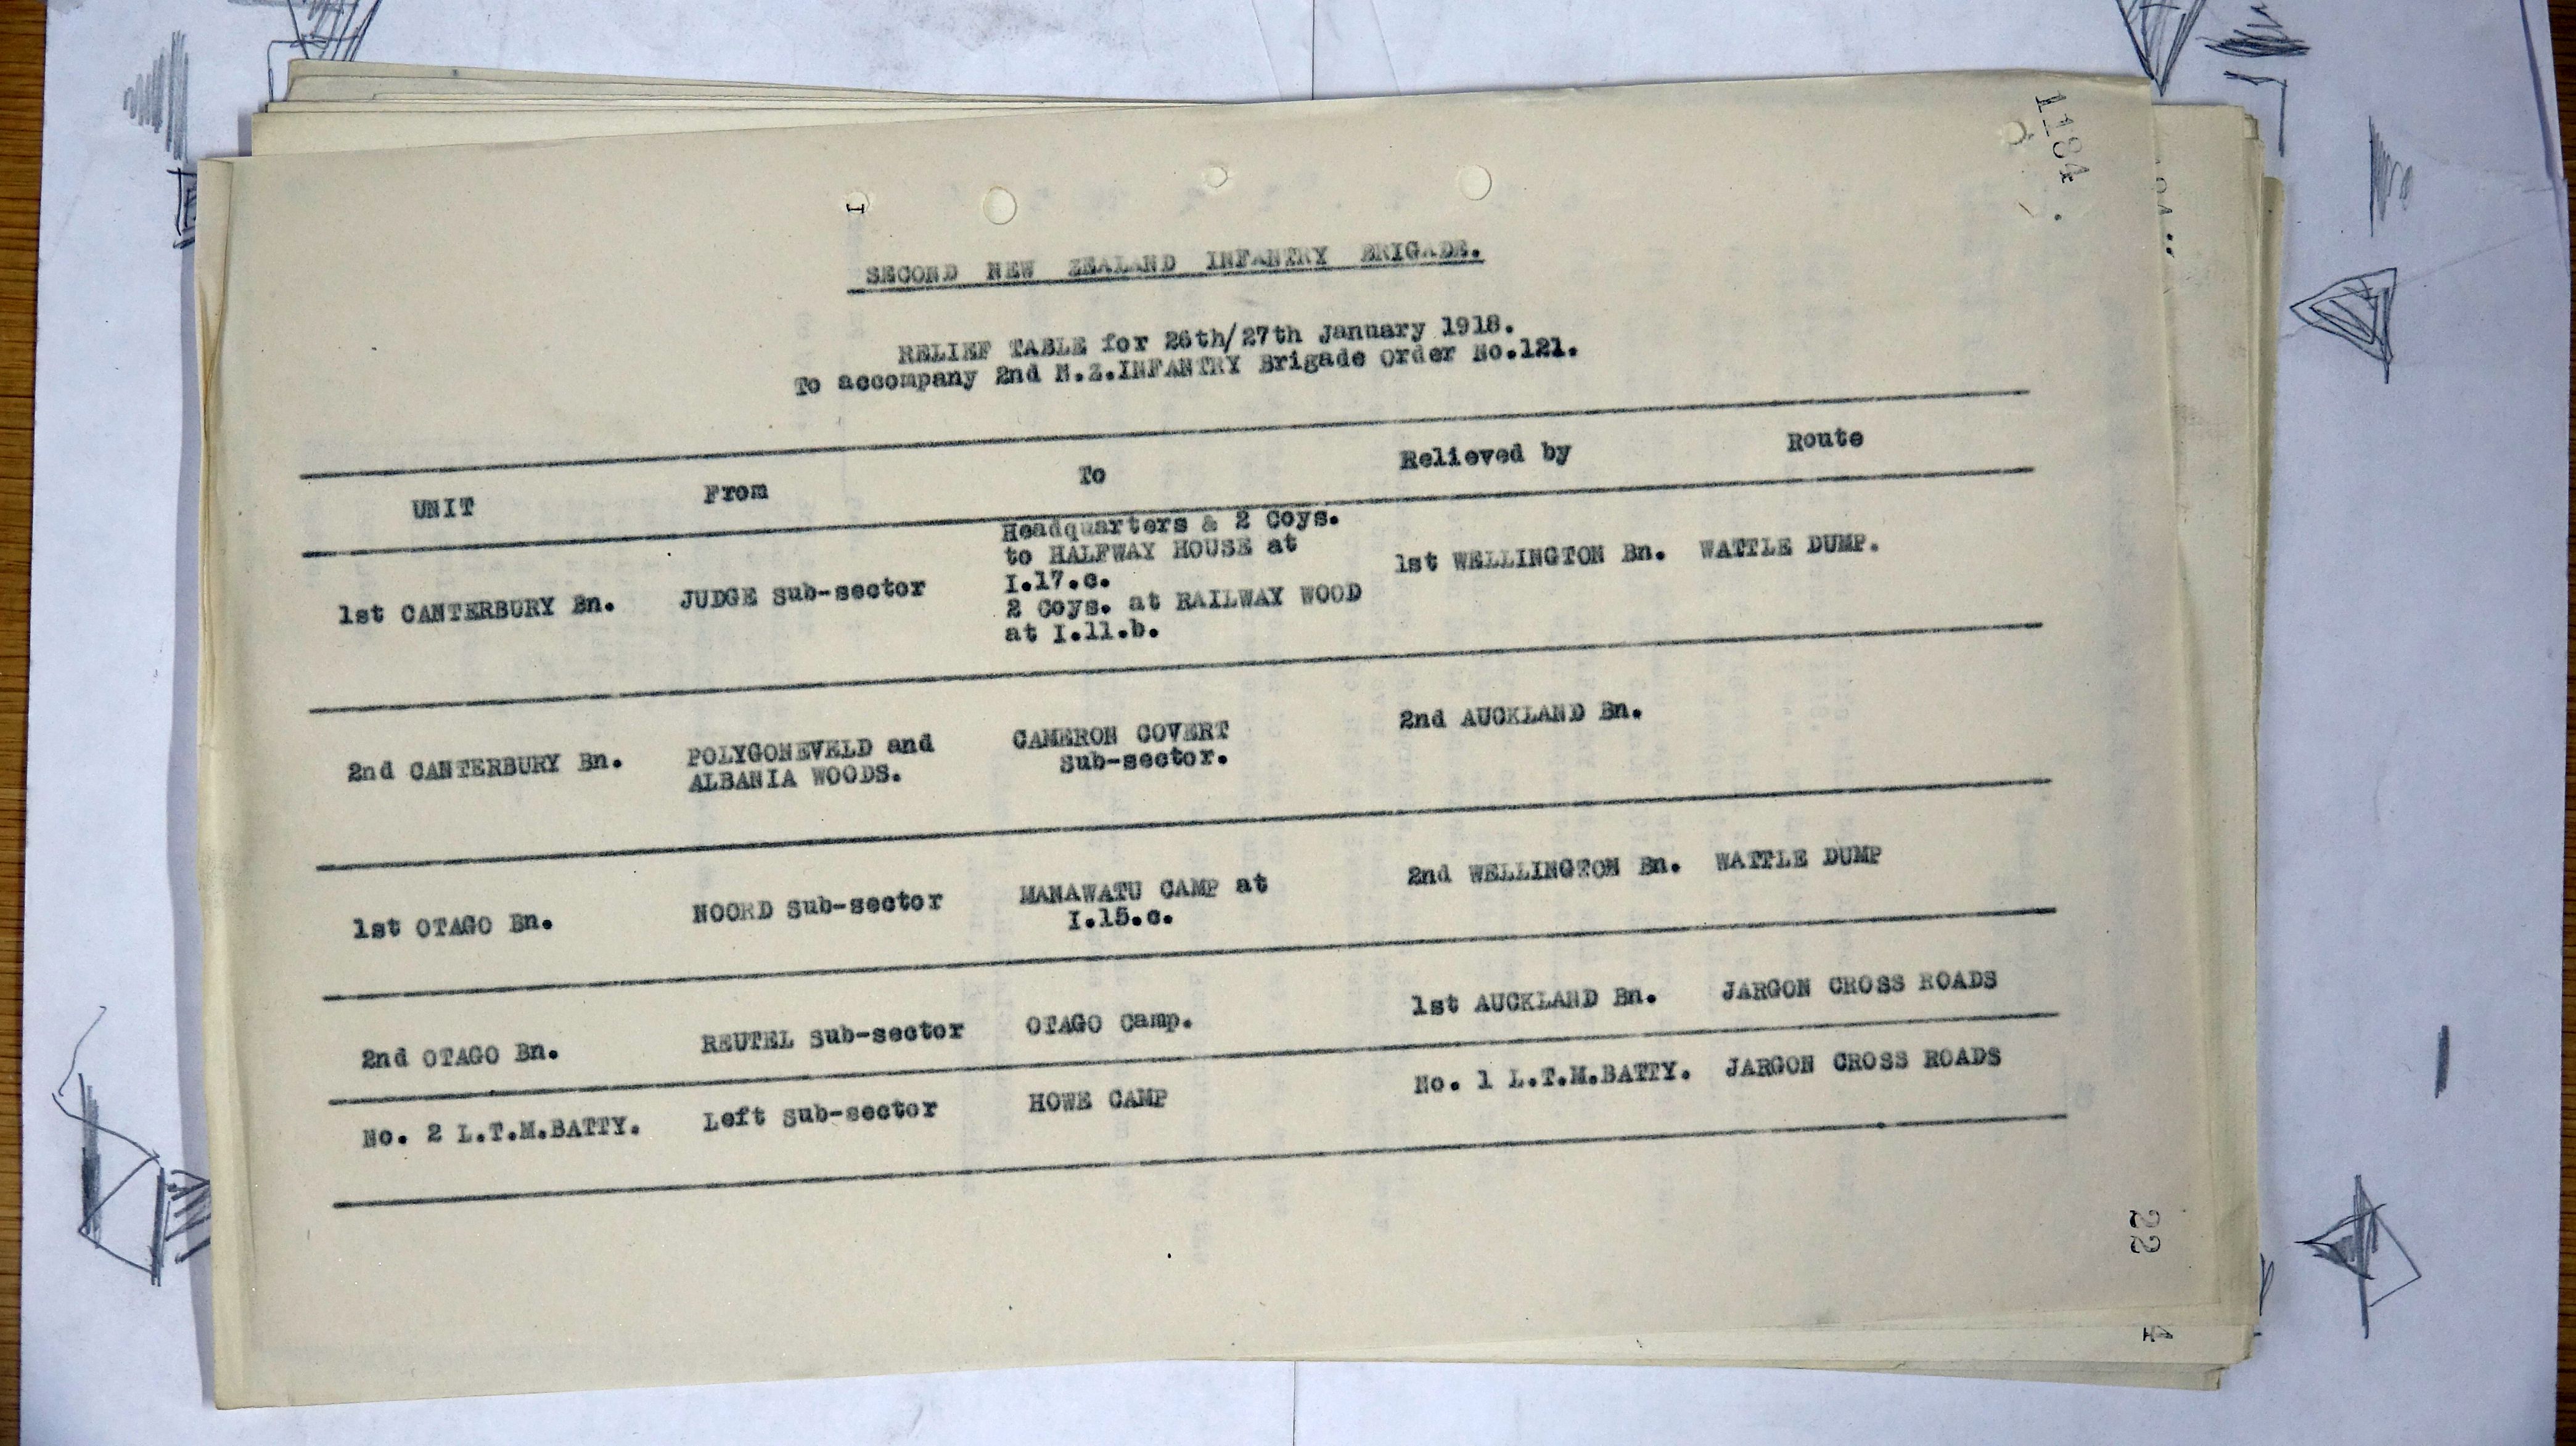 1184.
I
SECOND NEW ZEALAND INFANTRY BRIGADE.
RELIEF TABLE for 26th/27th January 1918.
To accompany 2nd N.Z.INFANTRY Brigade Order No.121.
UNIT From To Relieved by Route
1st CANTERBURY Bn. JUDGE Sub-sector Headquarters & 2 Coys. 1st WELLINGTON Bn. WATTLE DUMP.
to HALFWAY HOUSE at
I.17.c.
2 Coys. at RAILWAY WOOD
at I.11.b.
2nd CANTERBURY Bn. POLYGONEVELD and CAMERON COVERT 2nd AUCKLAND Bn.
ALBANIA WOODS. Sub-sector.
1st OTAGO Bn. NOORD Sub-sector MANAWATU CAMP at 2nd WELLINGTON Bn. WATTLE DUMP
I.15.c.
2nd OTAGO Bn. REUTEL Sub-sector OTAGO Camp. 1st AUCKLAND Bn. JARGON CROSS ROADS
No. 2 L.T.M.BATTY. Left Sub-sector HOWE CAMP No. 1 L.T.M.BATTY. JARGON CROSS ROADS
22
4